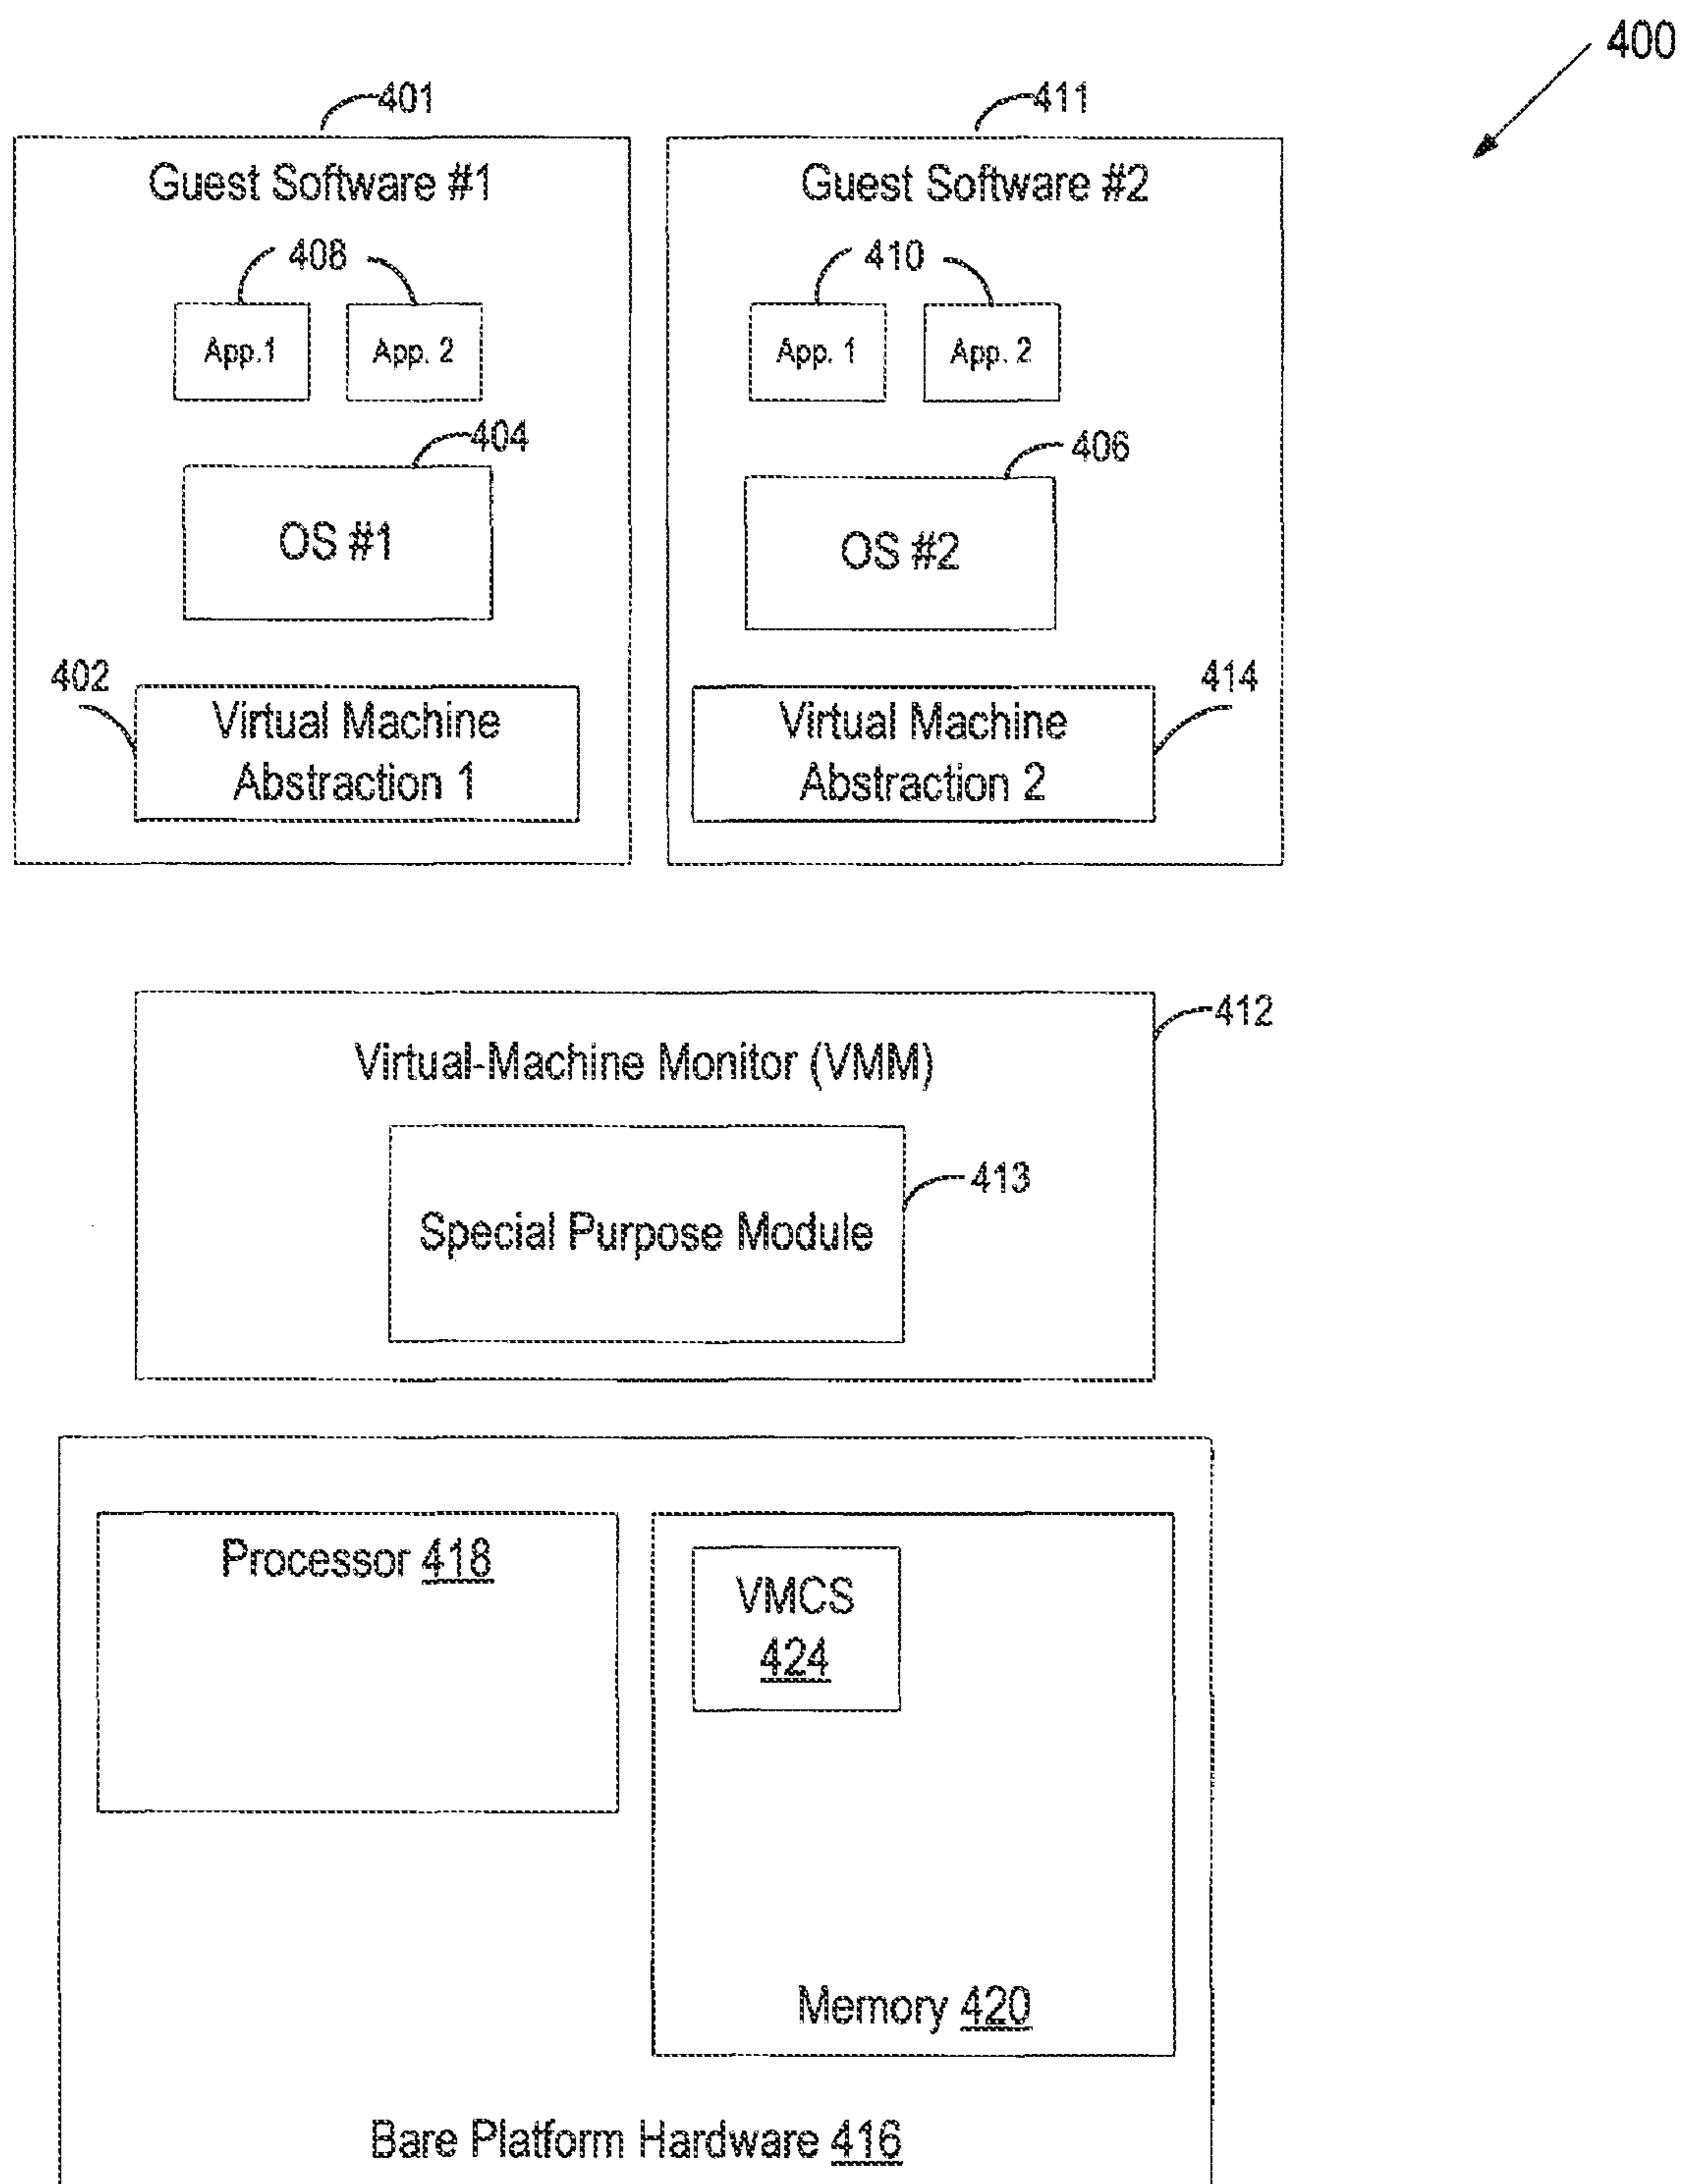 400
401
411
Guest Software #1
Guest Software #2
408
410
App.1
App. 2
App. 1
App. 2
404
406
OS #1
OS #2
402
414
Virtual Machine
Abstraction 1
Virtual Machine
Abstraction 2
412
Virtual-Machine Monitor (VMM)
413
Special Purpose Module
Processor 418
VMCS
424
Memory 420
Bare Platform Hardware 416